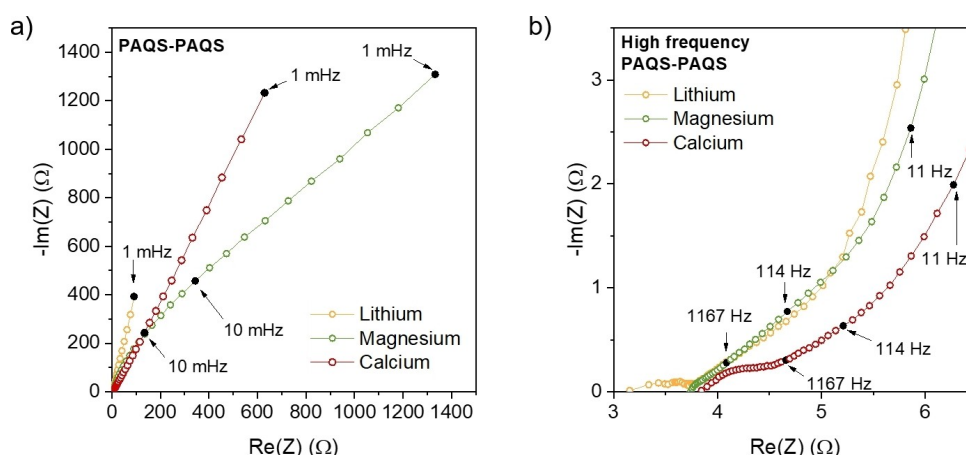 a)
PAQS-PAQS
1 mHz
1 mHz
1 mHz
10 mHz
10 mHz
Lithium
Magnesium
Calcium
-Im(Z) (Ω)
1400
1200
1000
800
600
400
200
0
0 200 400 600 800 1000 1200 1400
Re(Z) (Ω)
b)
High frequency
PAQS-PAQS
Lithium
Magnesium
Calcium
11 Hz
11 Hz
114 Hz
1167 Hz
114 Hz
1167 Hz
-Im(Z) (Ω)
3
2
1
0
3 4 5 6
Re(Z) (Ω)